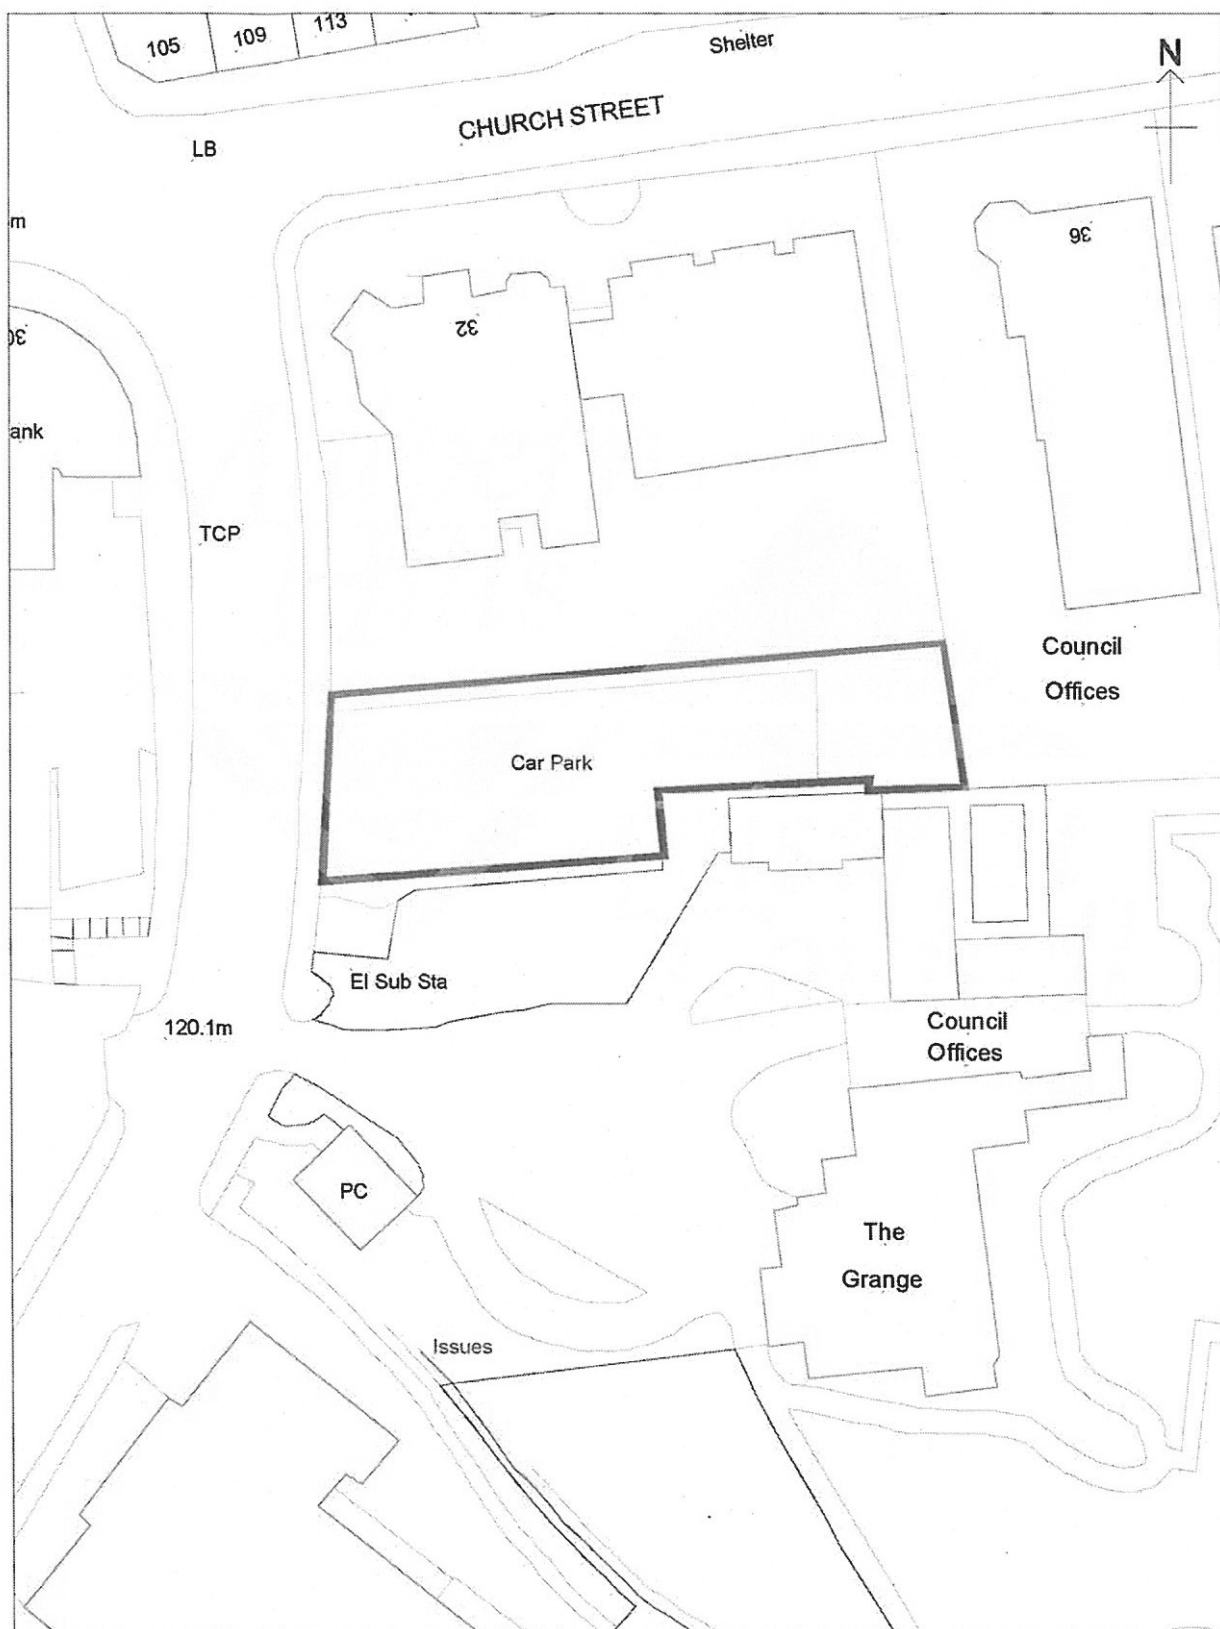 105
109
113
Shelter
N
CHURCH STREET
LB
m
36
32
ank
TCP
Council
Offices
Car Park
El Sub Sta
120.1m
Council
Offices
PC
The
Grange
Issues